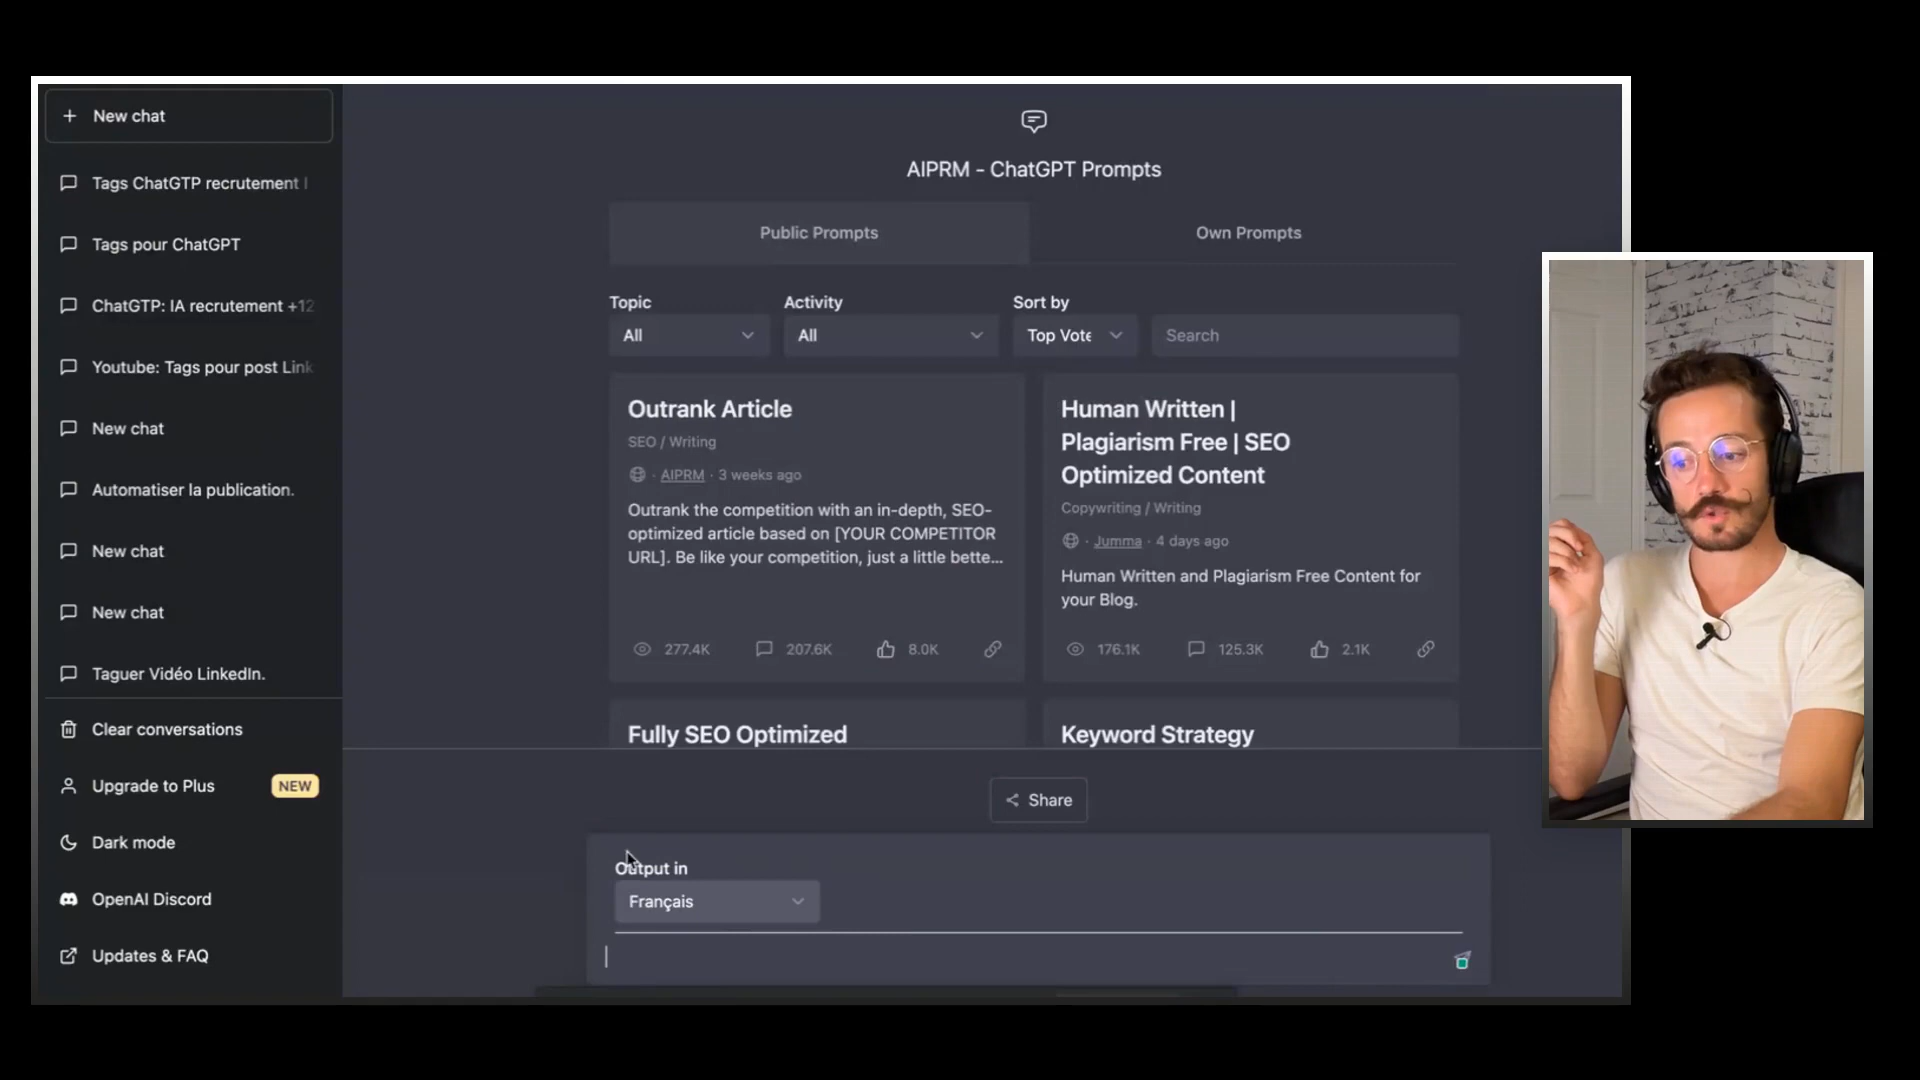 New chat
Tags ChatGTP recrutement
Tags pour ChatGPT
ChatGTP: IA recrutement +12
Youtube: Tags pour post Link
New chat
Automatiser la publication.
New chat
New chat
Taguer Vidéo LinkedIn.
Clear conversations
Upgrade to Plus
NEW
Dark mode
OpenAI Discord
Updates & FAQ
AIPRM - ChatGPT Prompts
Public Prompts
Own Prompts
Topic
Activity
Sort by
All
All
Top Vote
Search
Outrank Article
SEO / Writing
· AIPRM · 3 weeks ago
Outrank the competition with an in-depth, SEO-
optimized article based on [YOUR COMPETITOR
URL]. Be like your competition, just a little bette...
277.4K
207.6K
8.0K
Human Written |
Plagiarism Free | SEO
Optimized Content
Copywriting / Writing
· Jumma · 4 days ago
Human Written and Plagiarism Free Content for
your Blog.
176.1K
125.3K
2.1K
Fully SEO Optimized
Keyword Strategy
Share
Output in
Français